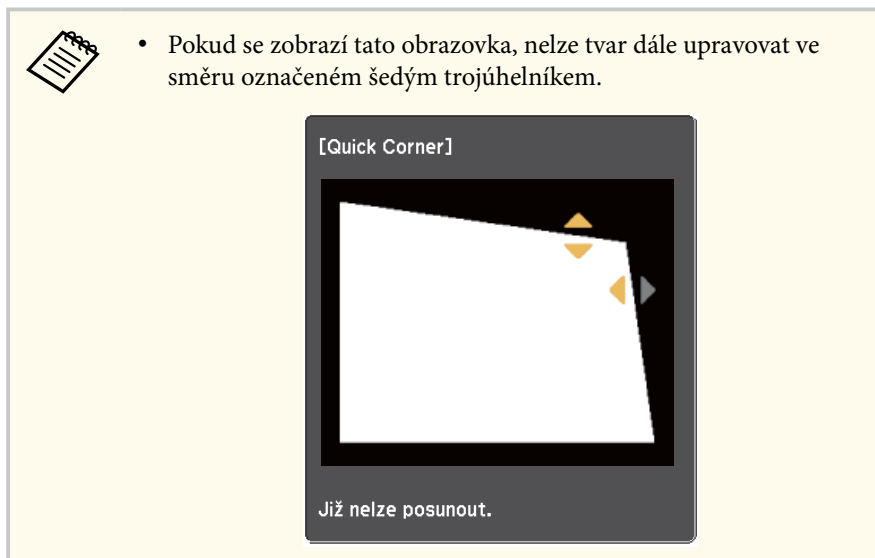 • Pokud se zobrazí tato obrazovka, nelze tvar dále upravovat ve
směru označeném šedým trojúhelníkem.
[Quick Corner]
Již nelze posunout.